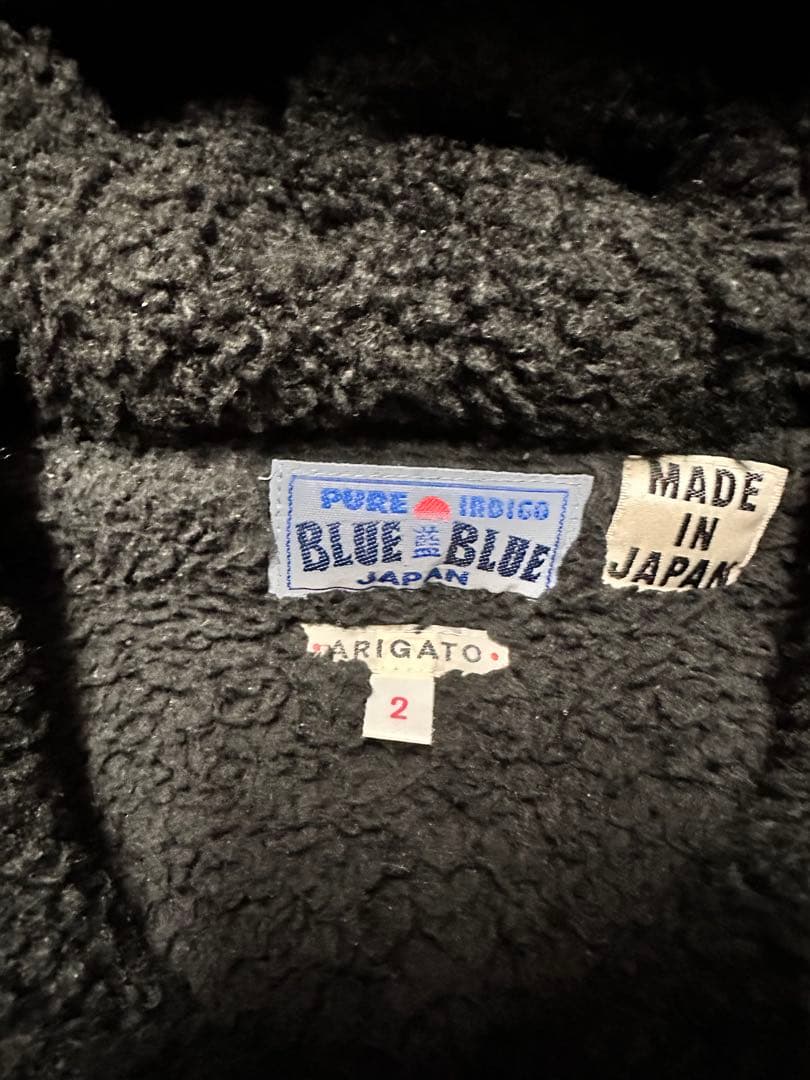 PURE INDIGO
BLUE BLUE
JAPAN
MADE
IN
JAPAN
ARIGATO
2